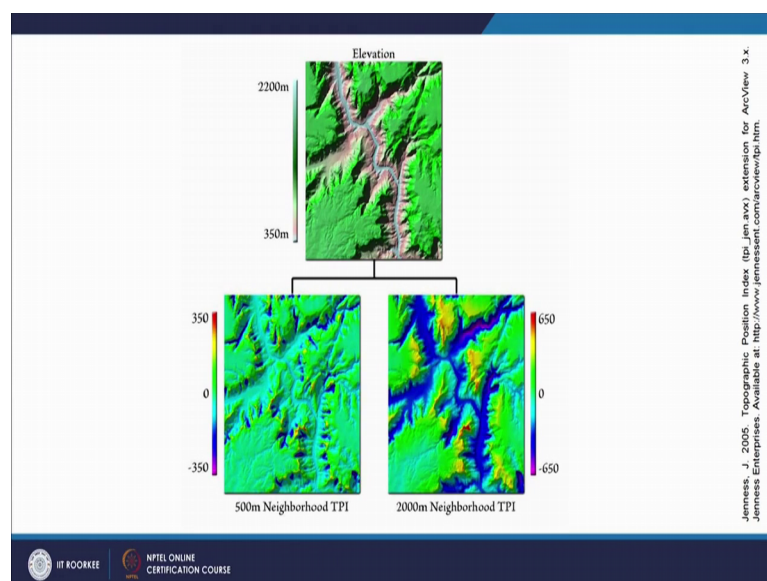 Elevation
2200m
350m
350
0
-350
650
0
-650
500m Neighborhood TPI
2000m Neighborhood TPI
Jenness, J. 2005. Topographic Position Index (tpi_jen.avx) extension for ArcView 3.x.
Jenness Enterprises. Available at: http://www.jennessent.com/arcview/tpi.htm.
IIT ROORKEE
NPTEL ONLINE
CERTIFICATION COURSE